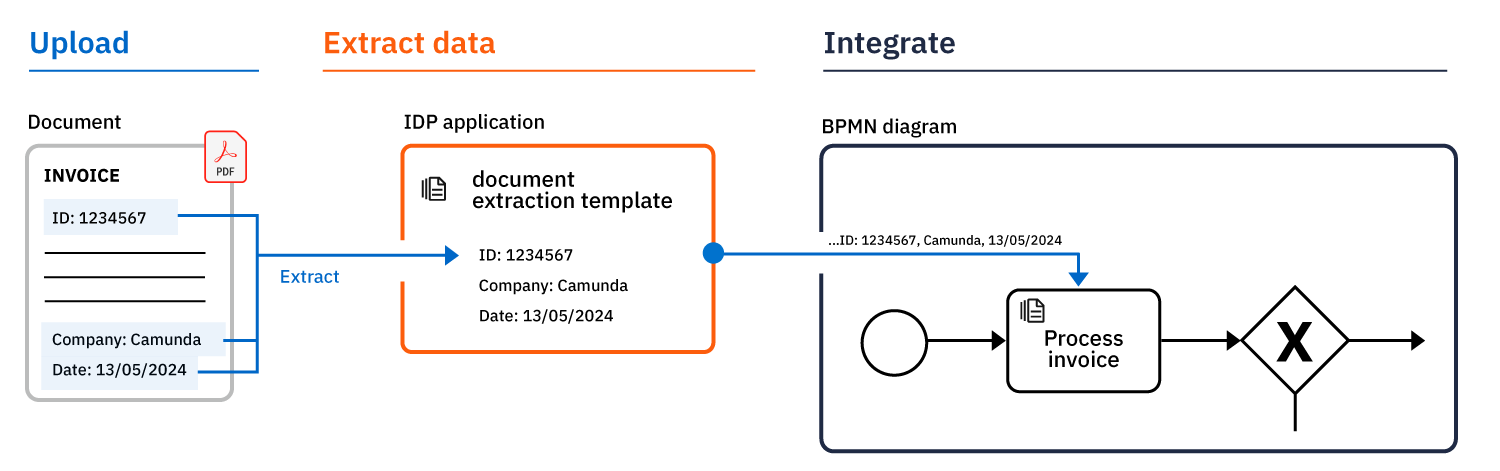 Upload
Extract data
Integrate
Document
IDP application
BPMN diagram
PDF
INVOICE
ID: 1234567
Company: Camunda
Date: 13/05/2024
Extract
document
extraction template
ID: 1234567
Company: Camunda
Date: 13/05/2024
...ID: 1234567, Camunda, 13/05/2024
Process
invoice
X